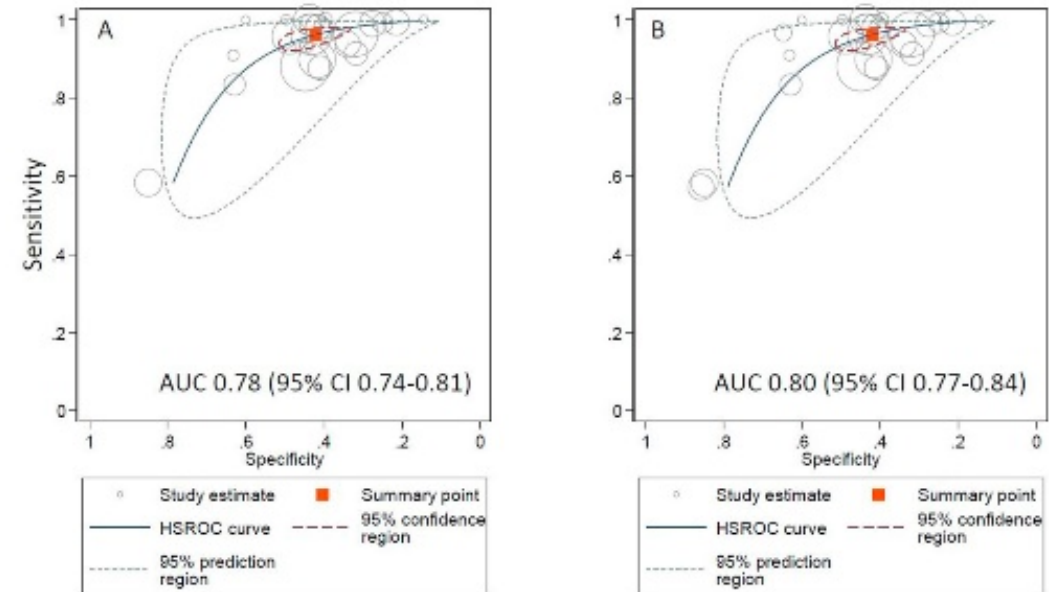 A
Sensitivity
1
.8
.6
.4
.2
0
AUC 0.78 (95% CI 0.74-0.81)
1 .8 .6 .4 .2 0
Specificity
Study estimate
Summary point
HSROC curve
95% confidence
region
95% prediction
region
B
1
.8
.6
.4
.2
0
AUC 0.80 (95% CI 0.77-0.84)
1 .8 .6 .4 .2 0
Specificity
Study estimate
Summary point
HSROC curve
95% confidence
region
95% prediction
region